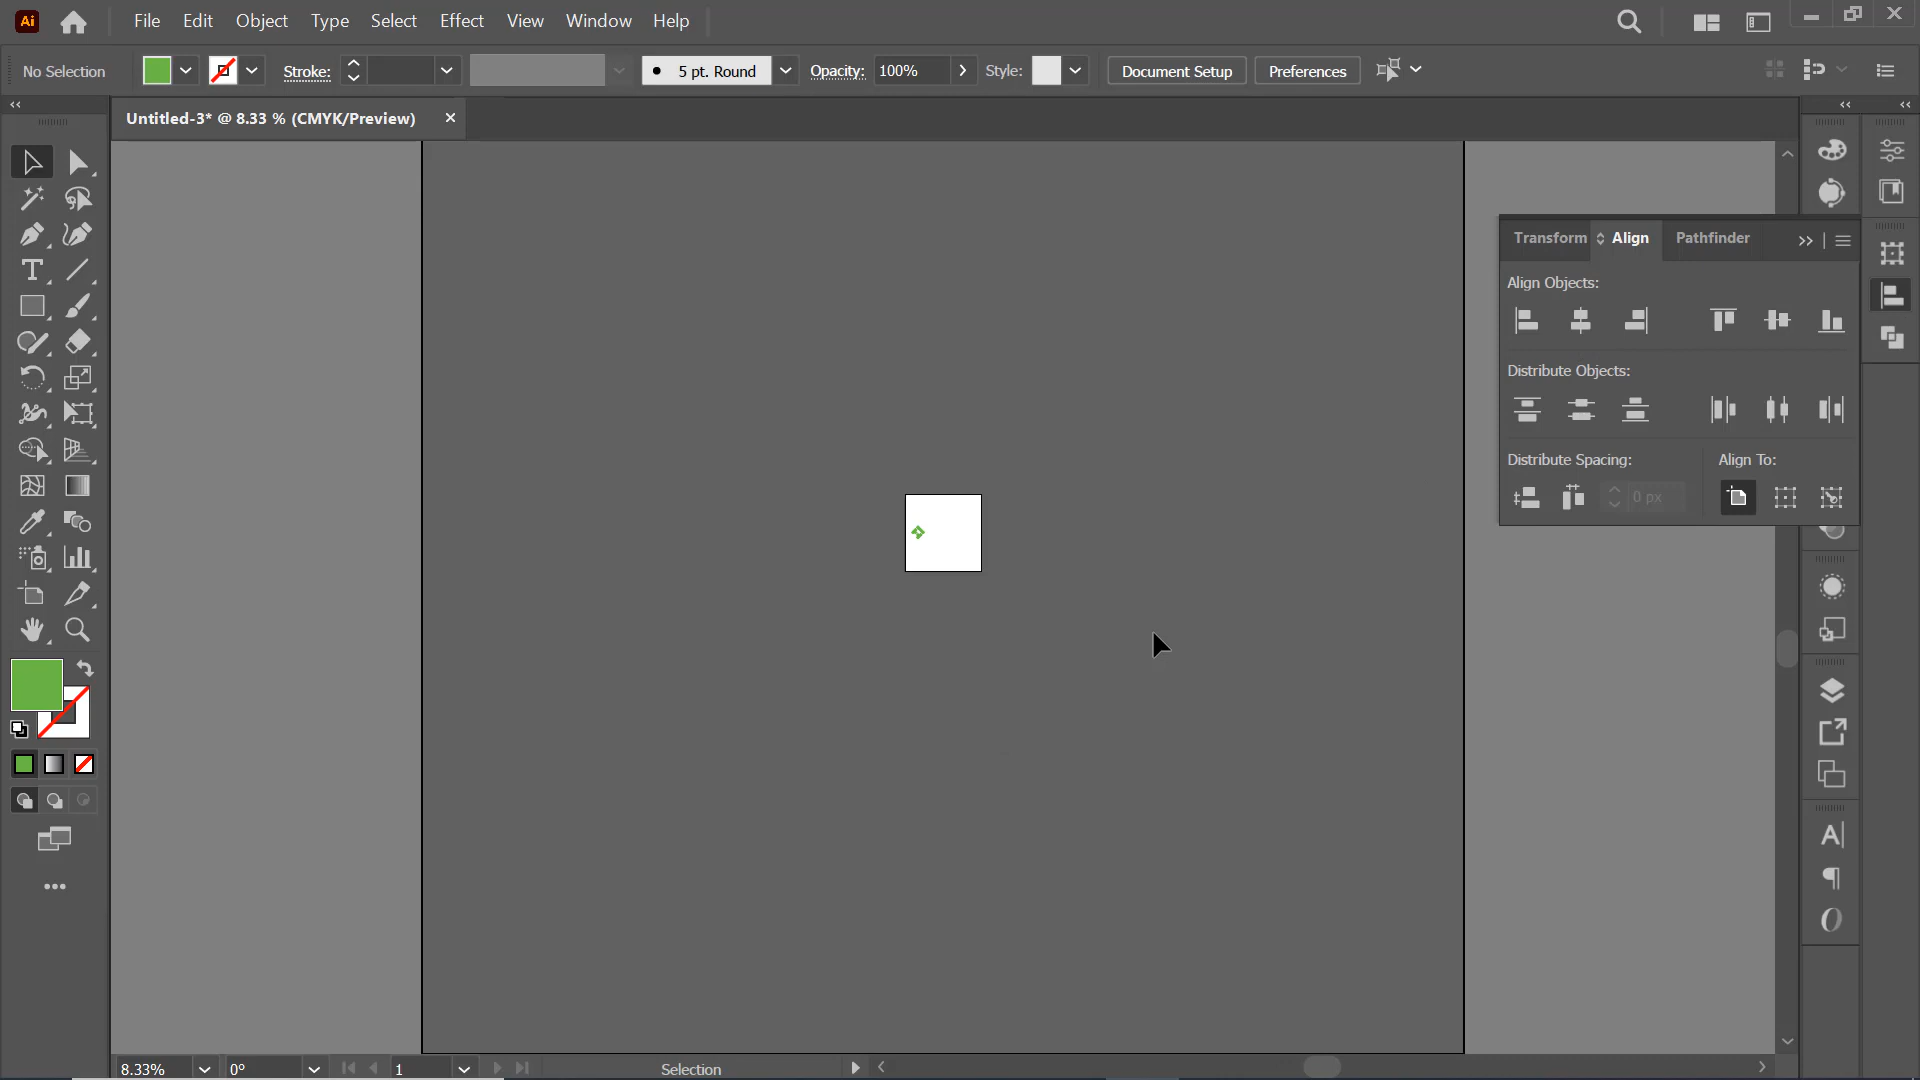 Ai File Edit Object Type Select Effect View Window Help
No Selection Stroke: 5 pt. Round Opacity: 100% Style: Document Setup Preferences
Untitled-3* @ 8.33 % (CMYK/Preview)
Transform Align Pathfinder
Align Objects:
Distribute Objects:
Distribute Spacing: Align To:
0 px
8.33% 0° 1 Selection